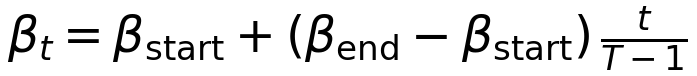 β_t = β_start + (β_end − β_start) t / (T − 1)